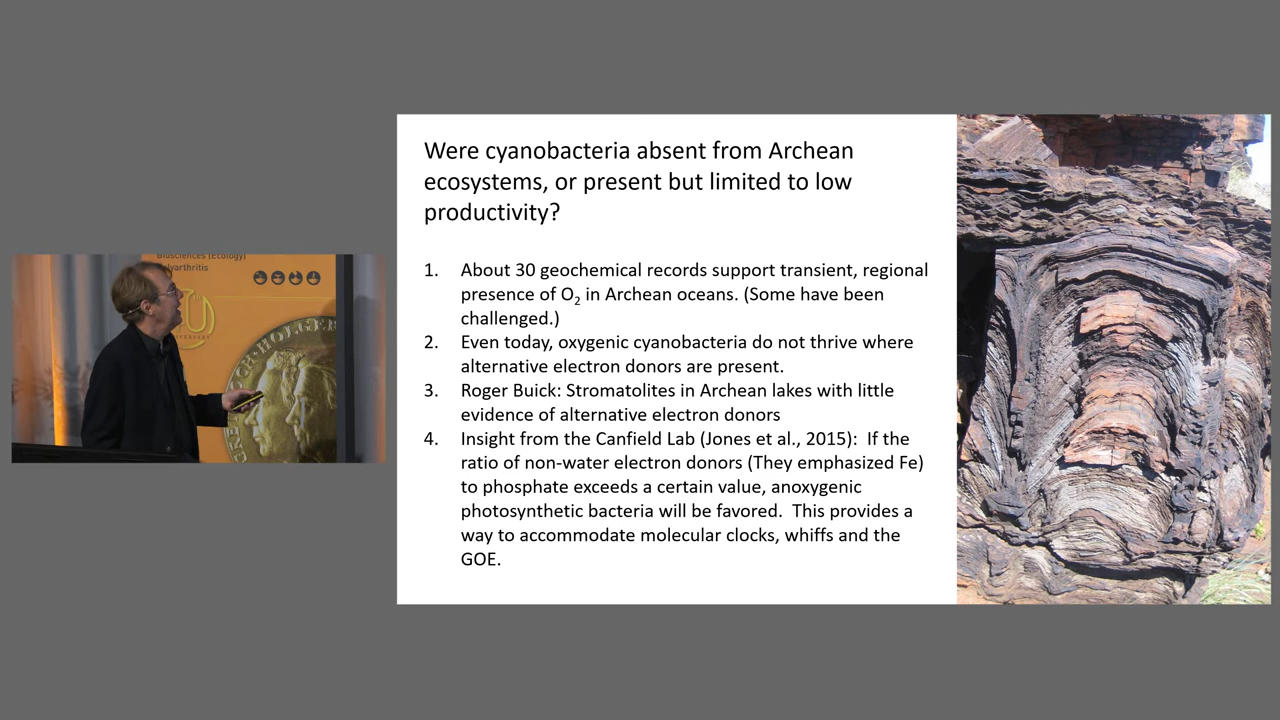 Biosciences (Ecology)
Polyarthritis
Were cyanobacteria absent from Archean
ecosystems, or present but limited to low
productivity?
1. About 30 geochemical records support transient, regional
presence of O₂ in Archean oceans. (Some have been
challenged.)
2. Even today, oxygenic cyanobacteria do not thrive where
alternative electron donors are present.
3. Roger Buick: Stromatolites in Archean lakes with little
evidence of alternative electron donors
4. Insight from the Canfield Lab (Jones et al., 2015): If the
ratio of non-water electron donors (They emphasized Fe)
to phosphate exceeds a certain value, anoxygenic
photosynthetic bacteria will be favored. This provides a
way to accommodate molecular clocks, whiffs and the
GOE.